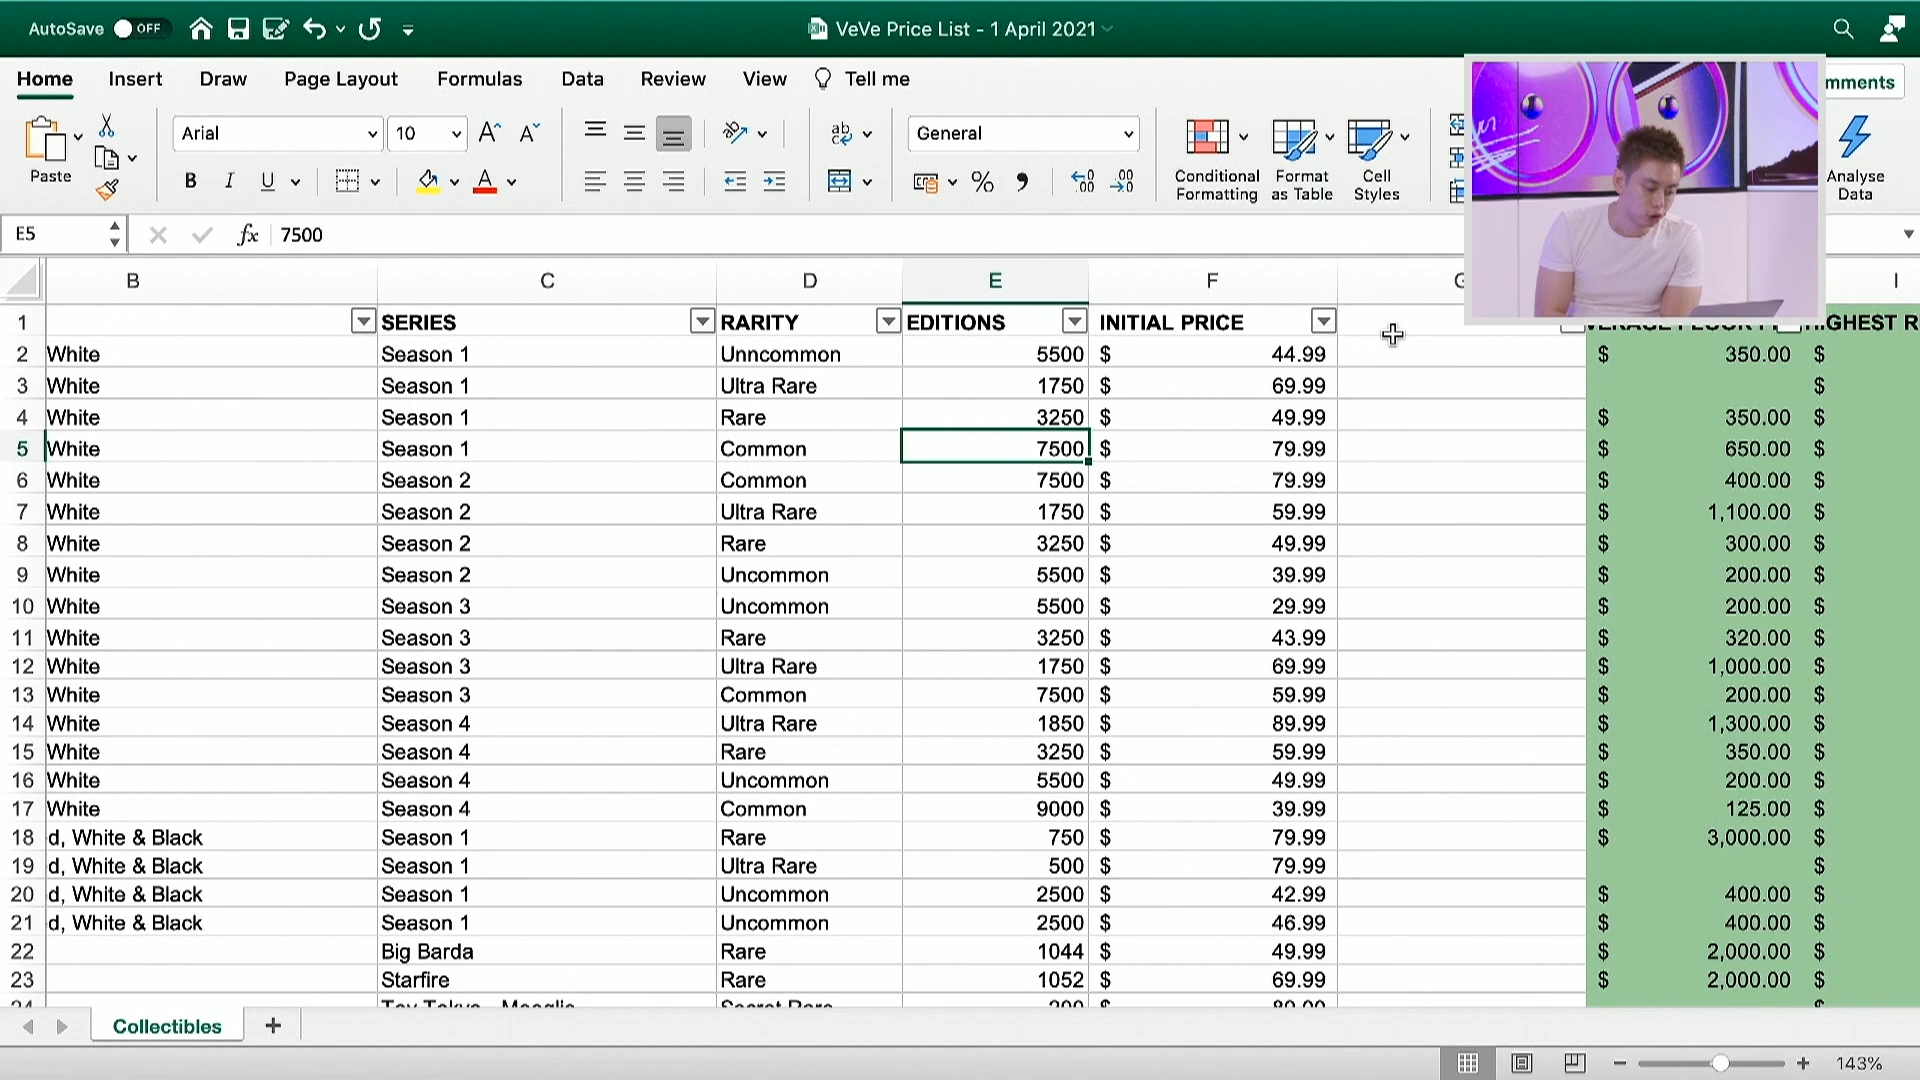 AutoSave OFF VeVe Price List - 1 April 2021
Home Insert Draw Page Layout Formulas Data Review View Tell me mments
Paste Arial 10 General Conditional Formatting Format as Table Cell Styles Analyse Data
B I U A
E5 fx 7500
B C D E F I
1 SERIES RARITY EDITIONS INITIAL PRICE
2 White Season 1 Unncommon 5500 $ 44.99 $ 350.00 $
3 White Season 1 Ultra Rare 1750 $ 69.99 $
4 White Season 1 Rare 3250 $ 49.99 $ 350.00 $
5 White Season 1 Common 7500 $ 79.99 $ 650.00 $
6 White Season 2 Common 7500 $ 79.99 $ 400.00 $
7 White Season 2 Ultra Rare 1750 $ 59.99 $ 1,100.00 $
8 White Season 2 Rare 3250 $ 49.99 $ 300.00 $
9 White Season 2 Uncommon 5500 $ 39.99 $ 200.00 $
10 White Season 3 Uncommon 5500 $ 29.99 $ 200.00 $
11 White Season 3 Rare 3250 $ 43.99 $ 320.00 $
12 White Season 3 Ultra Rare 1750 $ 69.99 $ 1,000.00 $
13 White Season 3 Common 7500 $ 59.99 $ 200.00 $
14 White Season 4 Ultra Rare 1850 $ 89.99 $ 1,300.00 $
15 White Season 4 Rare 3250 $ 59.99 $ 350.00 $
16 White Season 4 Uncommon 5500 $ 49.99 $ 200.00 $
17 White Season 4 Common 9000 $ 39.99 $ 125.00 $
18 d, White & Black Season 1 Rare 750 $ 79.99 $ 3,000.00 $
19 d, White & Black Season 1 Ultra Rare 500 $ 79.99 $
20 d, White & Black Season 1 Uncommon 2500 $ 42.99 $ 400.00 $
21 d, White & Black Season 1 Uncommon 2500 $ 46.99 $ 400.00 $
22 Big Barda Rare 1044 $ 49.99 $ 2,000.00 $
23 Starfire Rare 1052 $ 69.99 $ 2,000.00 $
Collectibles
143%